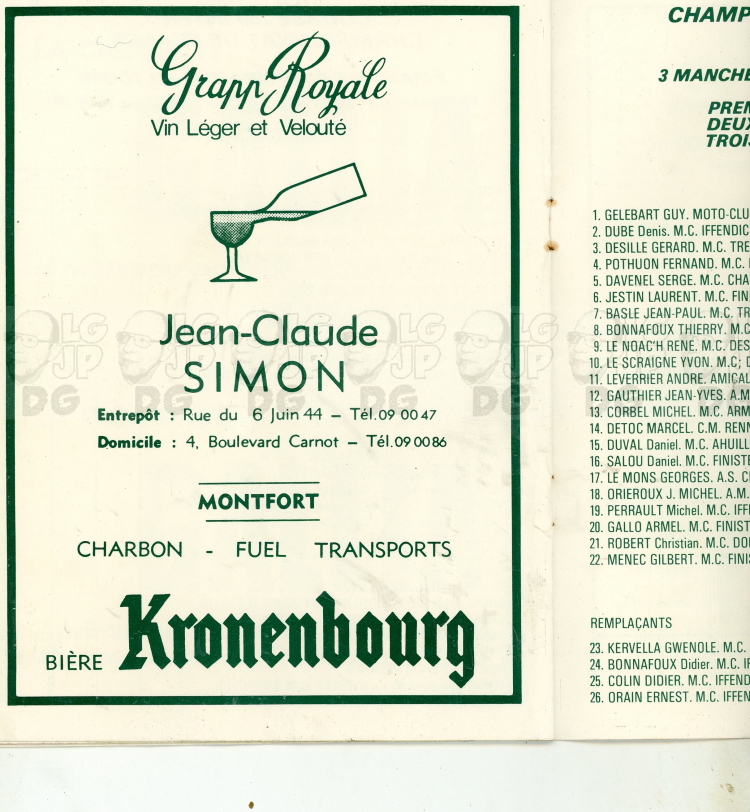 Grapp'Royale
Vin Léger et Velouté
Jean-Claude
SIMON
Entrepôt : Rue du 6 Juin 44 – Tél. 09 00 47
Domicile : 4, Boulevard Carnot – Tél. 09 00 86
MONTFORT
CHARBON - FUEL TRANSPORTS
BIÈRE Kronenbourg
CHAMP
3 MANCHE
PREM
DEUX
TROIS
1. GELEBART GUY. MOTO-CLU
2. DUBE Denis. M.C. IFFENDIC
3. DESILLE GERARD. M.C. TRE
4. POTHUON FERNAND. M.C.
5. DAVENEL SERGE. M.C. CHA
6. JESTIN LAURENT. M.C. FIN
7. BASLE JEAN-PAUL. M.C. TR
8. BONNAFOUX THIERRY. M.C
9. LE NOAC'H RENE. M.C. DES
10. LE SCRAIGNE YVON. M.C; D
11. LEVERRIER ANDRE. AMICAL
12. GAUTHIER JEAN-YVES. A.M
13. CORBEL MICHEL. M.C. ARM
14. DETOC MARCEL. C.M. RENN
15. DUVAL Daniel. M.C. AHUILL
16. SALOU Daniel. M.C. FINISTE
17. LE MONS GEORGES. A.S. C
18. ORIEROUX J. MICHEL. A.M.
19. PERRAULT Michel. M.C. IFF
20. GALLO ARMEL. M.C. FINIST
21. ROBERT Christian. M.C. DO
22. MENEC GILBERT. M.C. FINIS
REMPLAÇANTS
23. KERVELLA GWENOLE. M.C.
24. BONNAFOUX Didier. M.C. IF
25. COLIN DIDIER. M.C. IFFEND
26. ORAIN ERNEST. M.C. IFFEN
LG JP DG